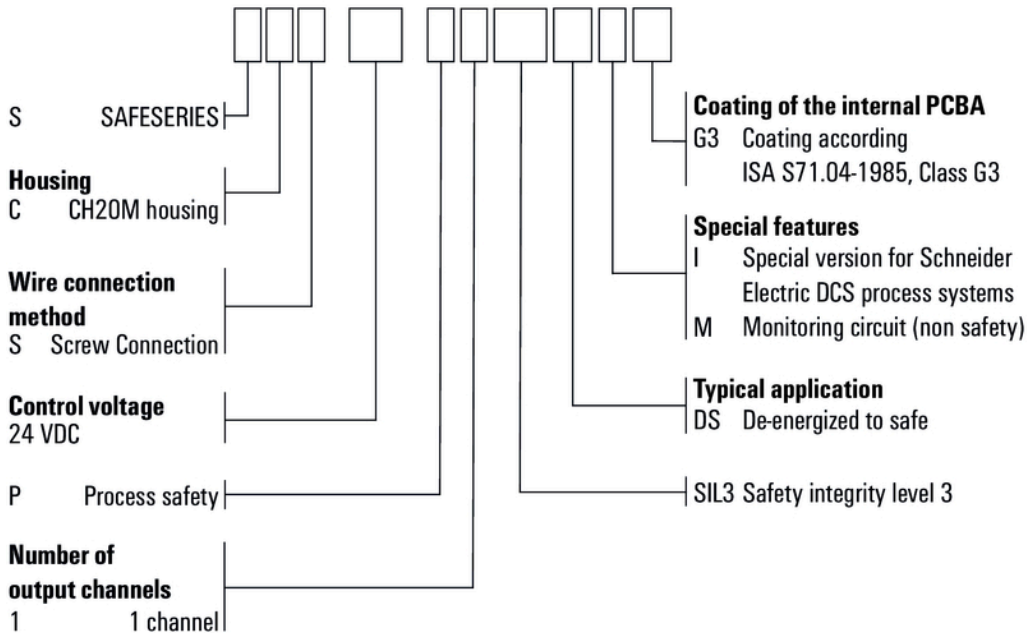 S SAFESERIES
Housing
C CH20M housing
Wire connection
method
S Screw Connection
Control voltage
24 VDC
P Process safety
Number of
output channels
1 1 channel
Coating of the internal PCBA
G3 Coating according
ISA S71.04-1985, Class G3
Special features
I Special version for Schneider
Electric DCS process systems
M Monitoring circuit (non safety)
Typical application
DS De-energized to safe
SIL3 Safety integrity level 3